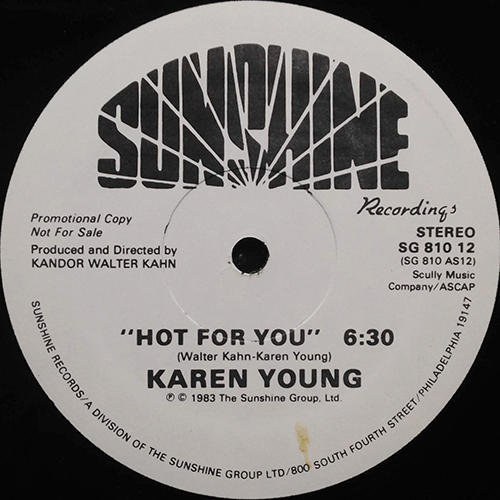 SUNSHINE
Recordings
Promotional Copy
Not For Sale
Produced and Directed by
KANDOR WALTER KAHN
STEREO
SG 810 12
(SG 810 AS12)
Scully Music
Company/ASCAP
"HOT FOR YOU" 6:30
(Walter Kahn-Karen Young)
KAREN YOUNG
℗ © 1983 The Sunshine Group, Ltd.
SUNSHINE RECORDS/A DIVISION OF THE SUNSHINE GROUP LTD/800 SOUTH FOURTH STREET/PHILADELPHIA 19147